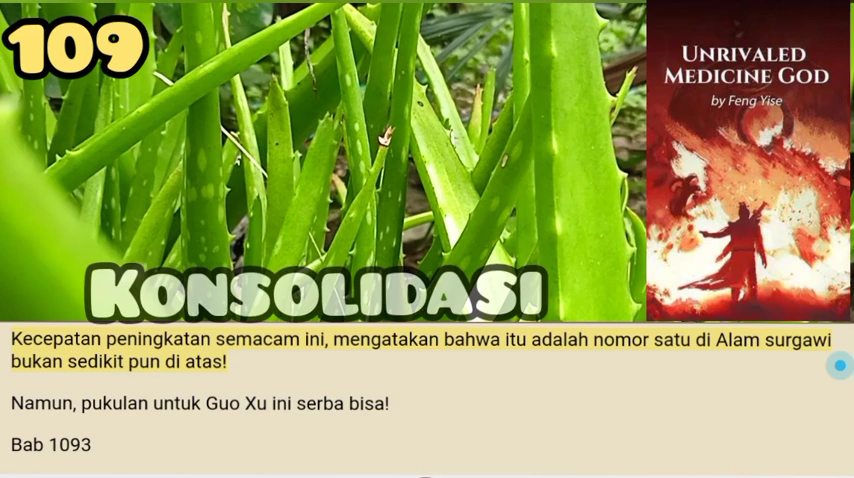 109
UNRIVALED
MEDICINE GOD
by Feng Yise
KONSOLIDASI
Kecepatan peningkatan semacam ini, mengatakan bahwa itu adalah nomor satu di Alam surgawi
bukan sedikit pun di atas!
Namun, pukulan untuk Guo Xu ini serba bisa!
Bab 1093